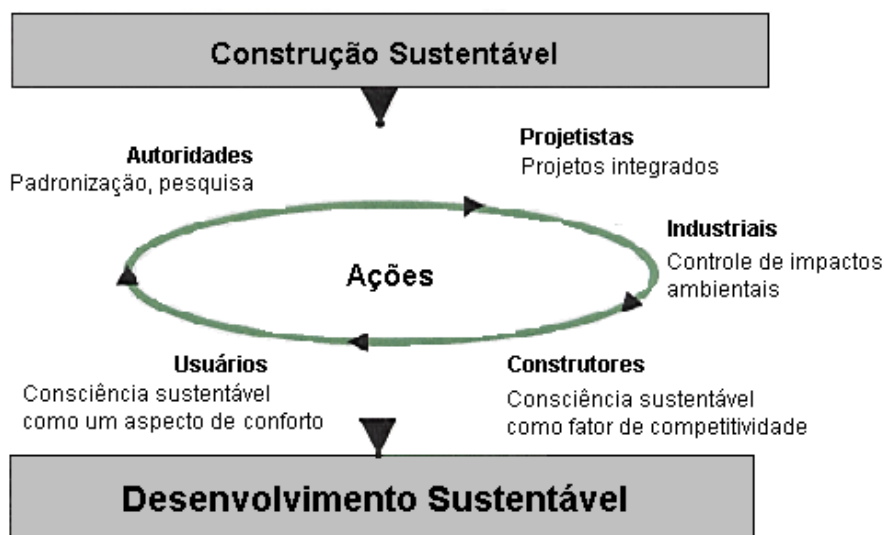 Construção Sustentável
Autoridades
Padronização, pesquisa
Projetistas
Projetos integrados
Industriais
Controle de impactos
ambientais
Ações
Usuários
Consciência sustentável
como um aspecto de conforto
Construtores
Consciência sustentável
como fator de competitividade
Desenvolvimento Sustentável